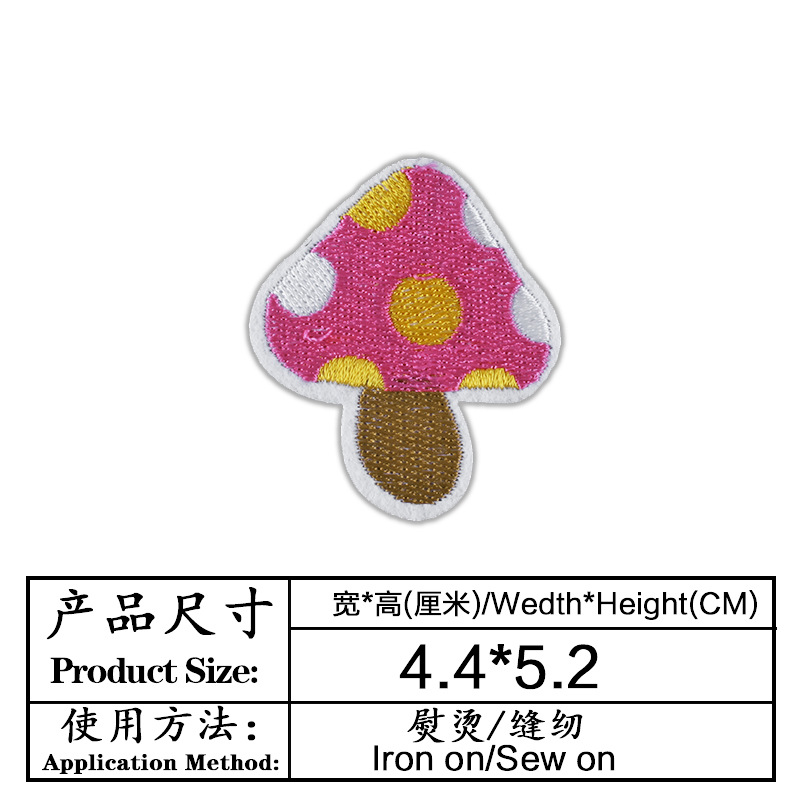 产品尺寸
Product Size:
宽*高(厘米)/Wedth*Height(CM)
4.4*5.2
使用方法：
Application Method:
熨烫/缝纫
Iron on/Sew on